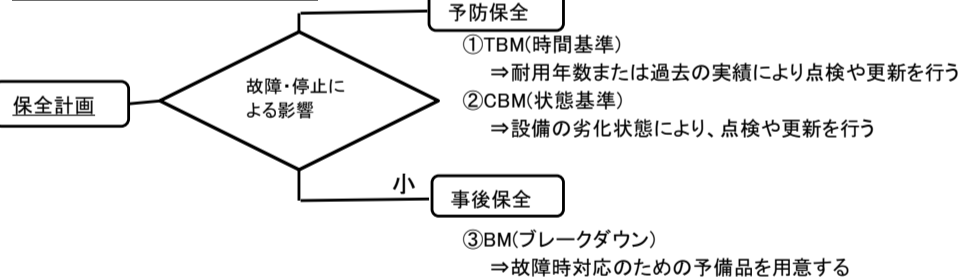 予防保全
①TBM(時間基準)
⇒耐用年数または過去の実績により点検や更新を行う
故障・停止に
よる影響
保全計画
②CBM(状態基準)
⇒設備の劣化状態により、点検や更新を行う
小
事後保全
③BM(ブレークダウン)
⇒故障時対応のための予備品を用意する